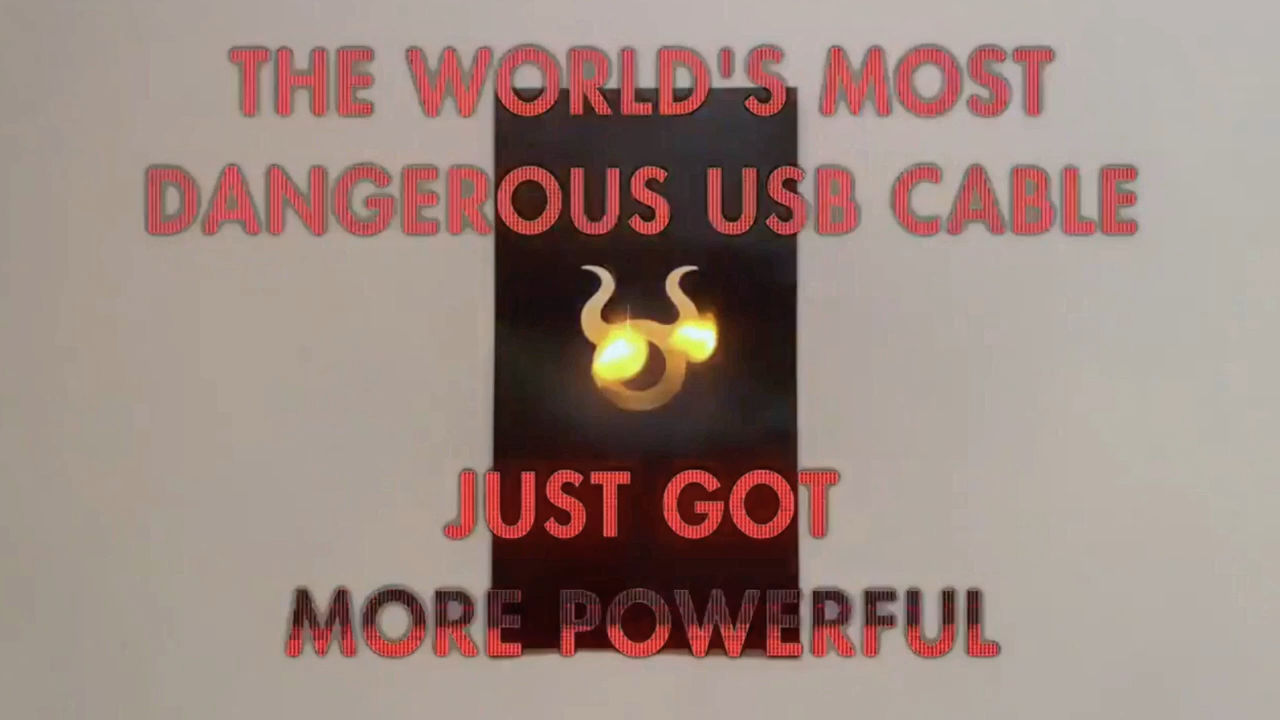 THE WORLD'S MOST
DANGEROUS USB CABLE
JUST GOT
MORE POWERFUL